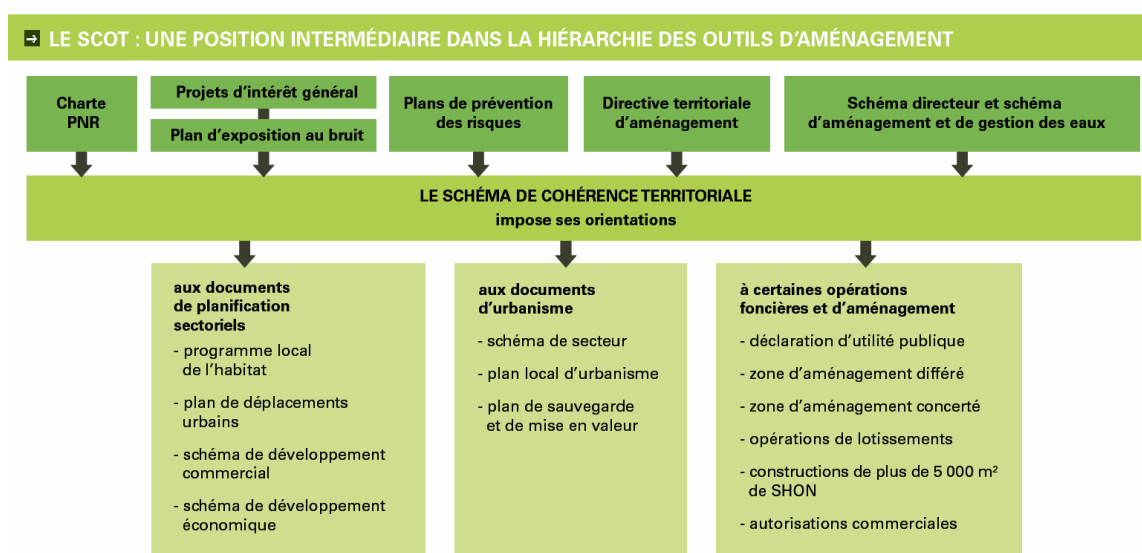 LE SCOT : UNE POSITION INTERMÉDIAIRE DANS LA HIÉRARCHIE DES OUTILS D'AMÉNAGEMENT
Charte
PNR
Projets d'intérêt général
Plan d'exposition au bruit
Plans de prévention
des risques
Directive territoriale
d'aménagement
Schéma directeur et schéma
d'aménagement et de gestion des eaux
LE SCHÉMA DE COHÉRENCE TERRITORIALE
impose ses orientations
aux documents
de planification
sectoriels
- programme local
de l'habitat
- plan de déplacements
urbains
- schéma de développement
commercial
- schéma de développement
économique
aux documents
d'urbanisme
- schéma de secteur
- plan local d'urbanisme
- plan de sauvegarde
et de mise en valeur
à certaines opérations
foncières et d'aménagement
- déclaration d'utilité publique
- zone d'aménagement différé
- zone d'aménagement concerté
- opérations de lotissements
- constructions de plus de 5 000 m²
de SHON
- autorisations commerciales